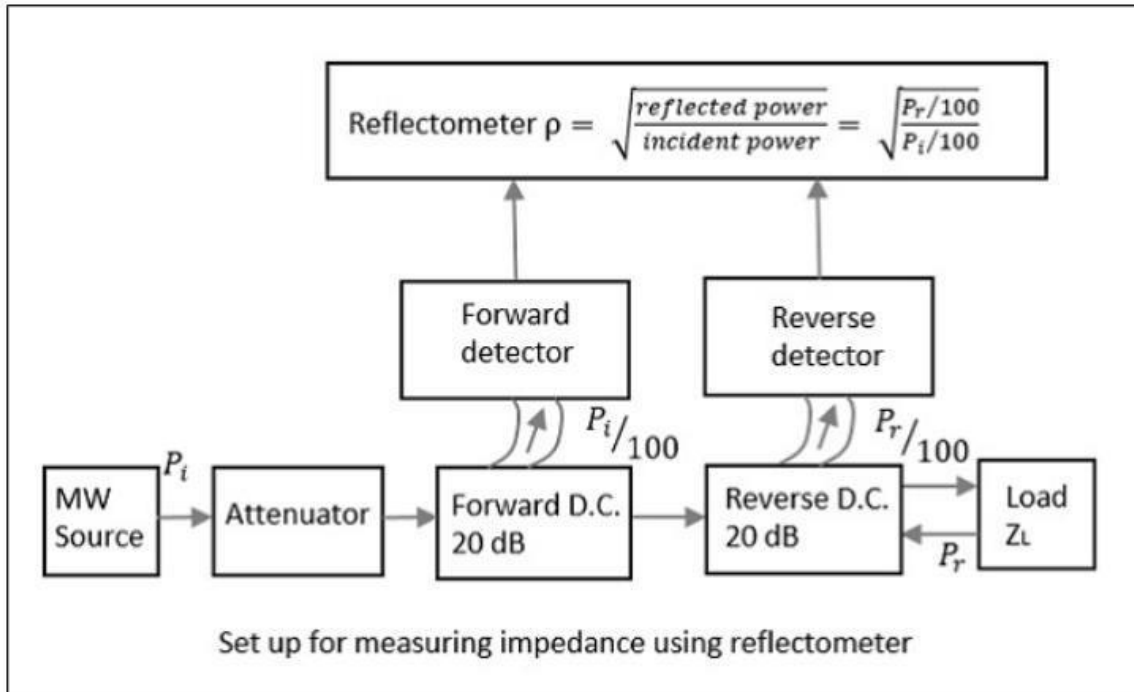 Reflectometer ρ = √(reflected power / incident power) = √(Pr/100 / Pi/100)
Forward
detector
Reverse
detector
Pi/100
Pr/100
Pi
MW
Source
Attenuator
Forward D.C.
20 dB
Reverse D.C.
20 dB
Load
ZL
Pr
Set up for measuring impedance using reflectometer